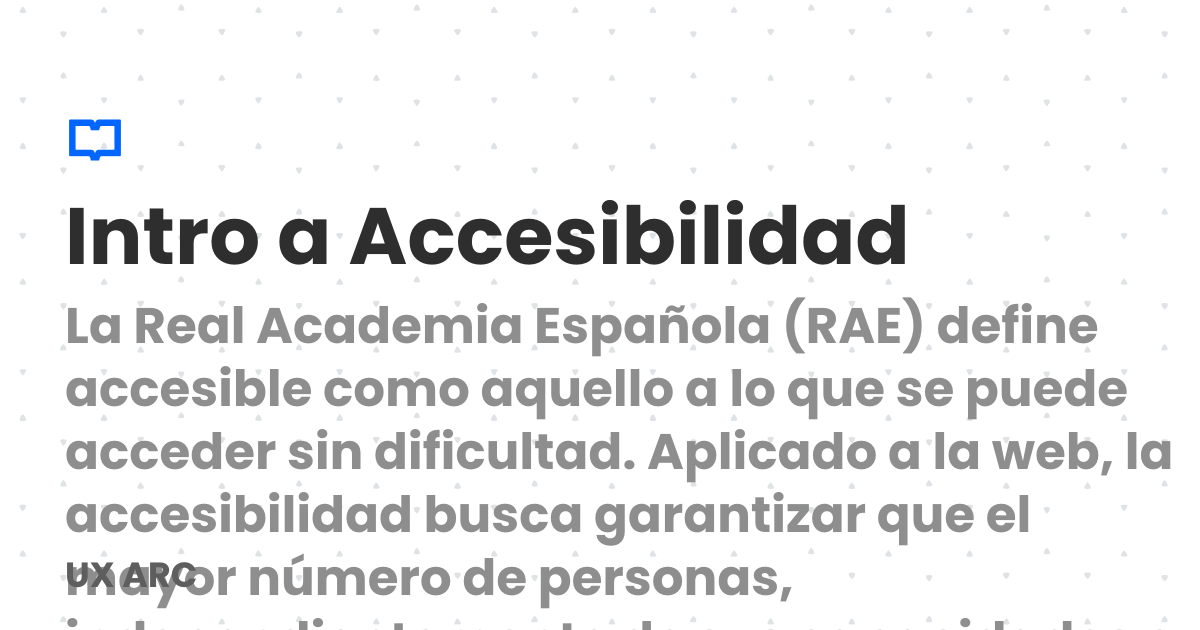 Intro a Accesibilidad
La Real Academia Española (RAE) define
accesible como aquello a lo que se puede
acceder sin dificultad. Aplicado a la web, la
accesibilidad busca garantizar que el
mayor número de personas,
UX ARC